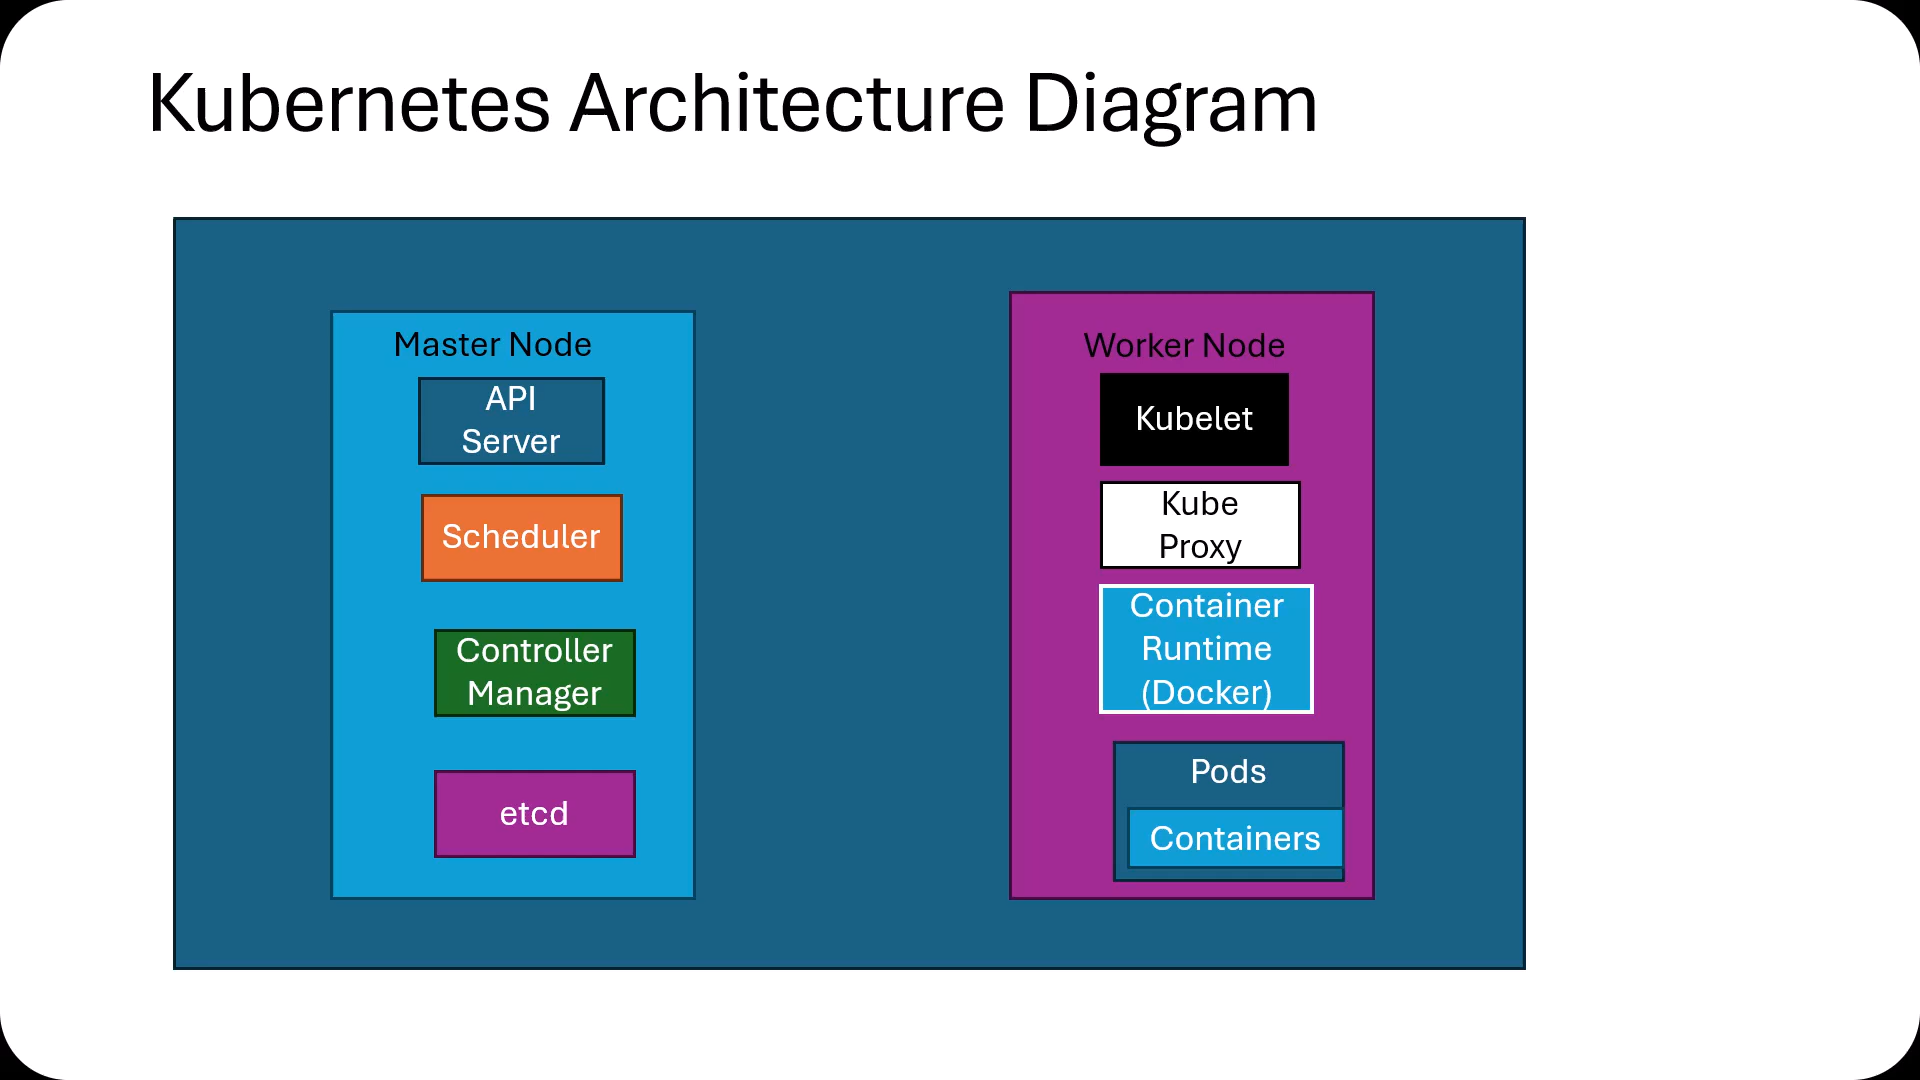 Kubernetes Architecture Diagram
Master Node
API
Server
Scheduler
Controller
Manager
etcd
Worker Node
Kubelet
Kube
Proxy
Container
Runtime
(Docker)
Pods
Containers